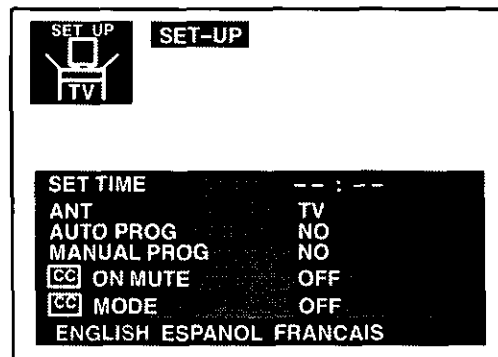 SET UP
TV
SET-UP
SET TIME --:--
ANT TV
AUTO PROG NO
MANUAL PROG NO
CC ON MUTE OFF
CC MODE OFF
ENGLISH ESPANOL FRANCAIS